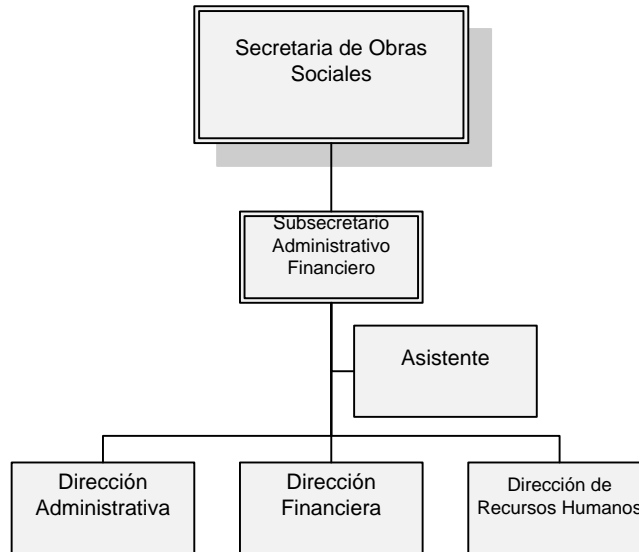 Secretaria de Obras
Sociales
Subsecretario
Administrativo
Financiero
Asistente
Dirección
Administrativa
Dirección
Financiera
Dirección de
Recursos Humanos